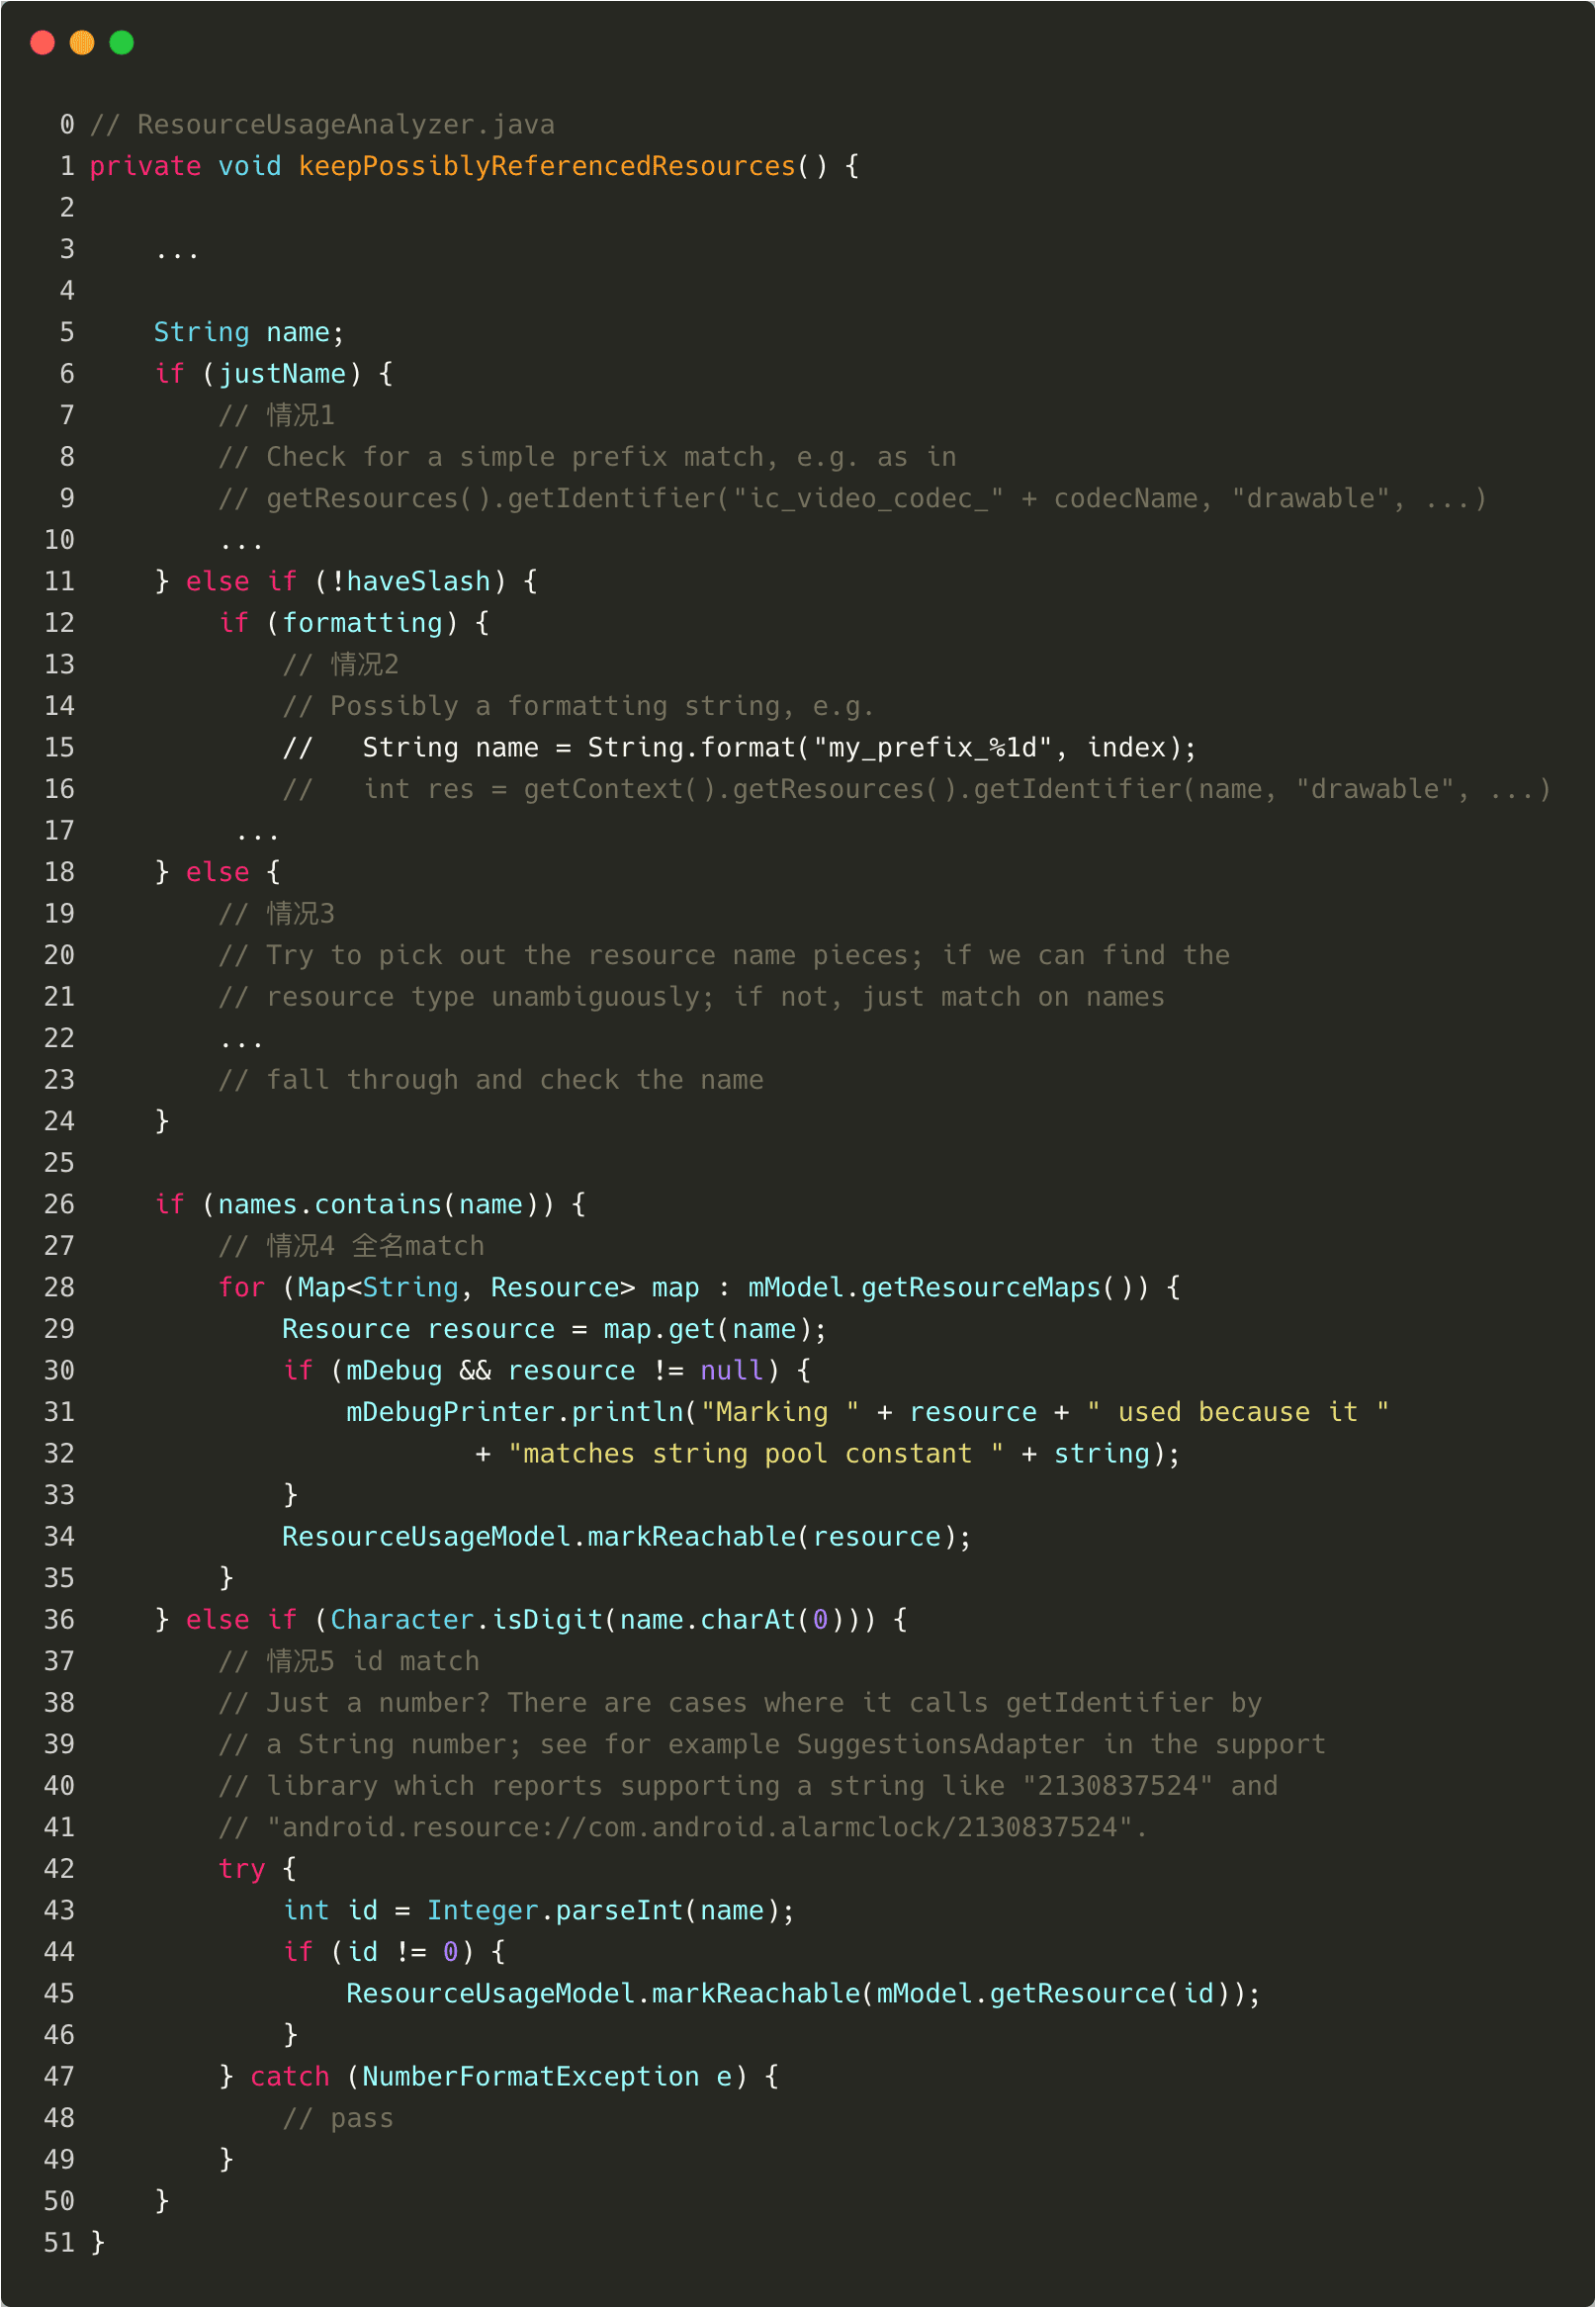 0 // ResourceUsageAnalyzer.java
1 private void keepPossiblyReferencedResources() {
2
3     ...
4
5     String name;
6     if (justName) {
7         // 情况1
8         // Check for a simple prefix match, e.g. as in
9         // getResources().getIdentifier("ic_video_codec_" + codecName, "drawable", ...)
10         ...
11     } else if (!haveSlash) {
12         if (formatting) {
13             // 情况2
14             // Possibly a formatting string, e.g.
15             //   String name = String.format("my_prefix_%1d", index);
16             //   int res = getContext().getResources().getIdentifier(name, "drawable", ...)
17          ...
18     } else {
19         // 情况3
20         // Try to pick out the resource name pieces; if we can find the
21         // resource type unambiguously; if not, just match on names
22         ...
23         // fall through and check the name
24     }
25
26     if (names.contains(name)) {
27         // 情况4 全名match
28         for (Map<String, Resource> map : mModel.getResourceMaps()) {
29             Resource resource = map.get(name);
30             if (mDebug && resource != null) {
31                 mDebugPrinter.println("Marking " + resource + " used because it "
32                         + "matches string pool constant " + string);
33             }
34             ResourceUsageModel.markReachable(resource);
35         }
36     } else if (Character.isDigit(name.charAt(0))) {
37         // 情况5 id match
38         // Just a number? There are cases where it calls getIdentifier by
39         // a String number; see for example SuggestionsAdapter in the support
40         // library which reports supporting a string like "2130837524" and
41         // "android.resource://com.android.alarmclock/2130837524".
42         try {
43             int id = Integer.parseInt(name);
44             if (id != 0) {
45                 ResourceUsageModel.markReachable(mModel.getResource(id));
46             }
47         } catch (NumberFormatException e) {
48             // pass
49         }
50     }
51 }